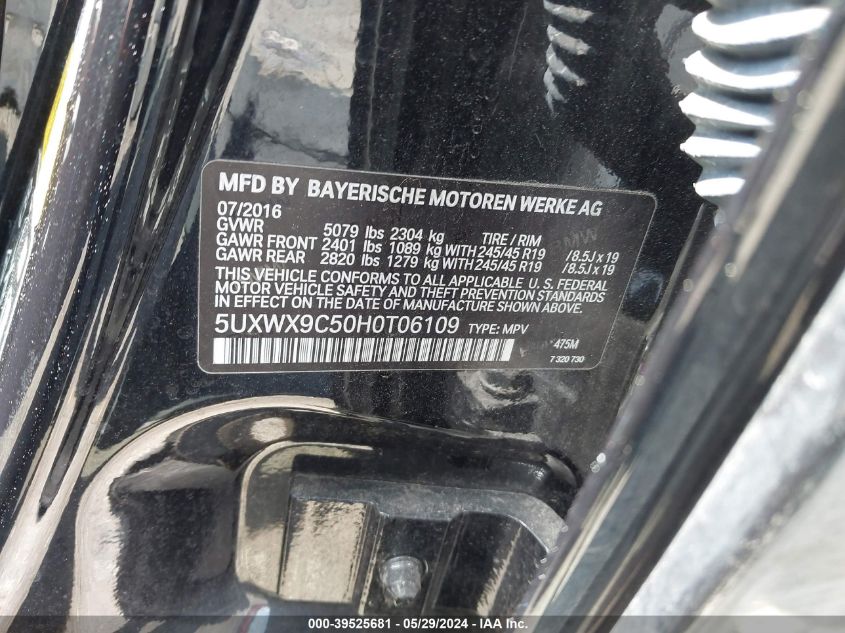 MFD BY BAYERISCHE MOTOREN WERKE AG
07/2016
GVWR 5079 lbs 2304 kg TIRE / RIM
GAWR FRONT 2401 lbs 1089 kg WITH 245/45 R19 / 8.5J x 19
GAWR REAR 2820 lbs 1279 kg WITH 245/45 R19 / 8.5J x 19
THIS VEHICLE CONFORMS TO ALL APPLICABLE U. S. FEDERAL
MOTOR VEHICLE SAFETY AND THEFT PREVENTION STANDARDS
IN EFFECT ON THE DATE OF MANUFACTURE SHOWN ABOVE.
5UXWX9C50H0T06109 TYPE: MPV
475M
7 320 730
000-39525681 - 05/29/2024 - IAA Inc.